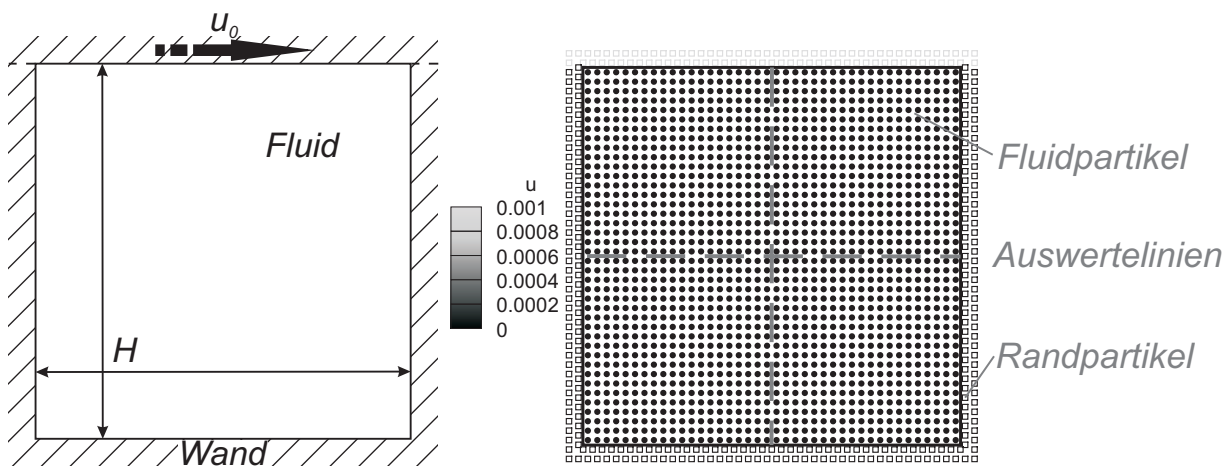 u₀
Fluid
H
Wand
u
0.001
0.0008
0.0006
0.0004
0.0002
0
Fluidpartikel
Auswertelinien
Randpartikel